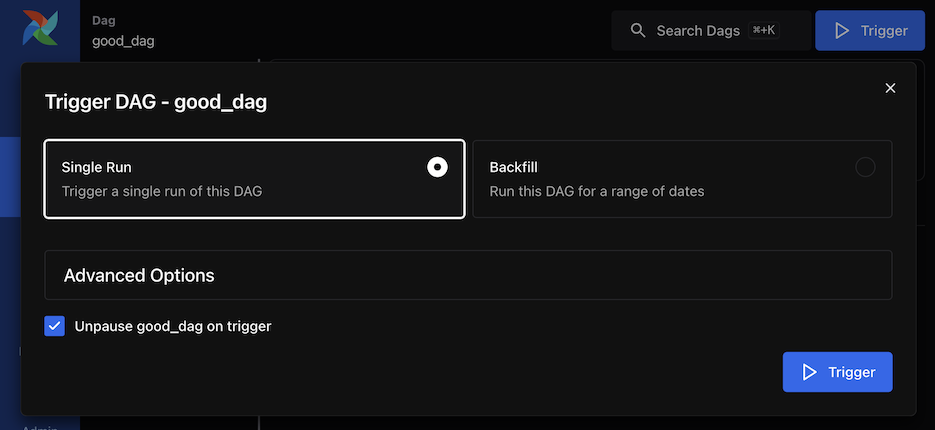 Dag
good_dag
Search Dags ⌘+K
Trigger
Trigger DAG - good_dag
Single Run
Trigger a single run of this DAG
Backfill
Run this DAG for a range of dates
Advanced Options
Unpause good_dag on trigger
Trigger